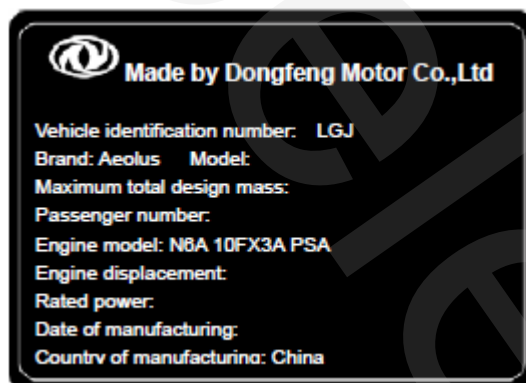 Made by Dongfeng Motor Co.,Ltd
Vehicle identification number: LGJ
Brand: Aeolus Model:
Maximum total design mass:
Passenger number:
Engine model: N6A 10FX3A PSA
Engine displacement:
Rated power:
Date of manufacturing:
Country of manufacturing: China